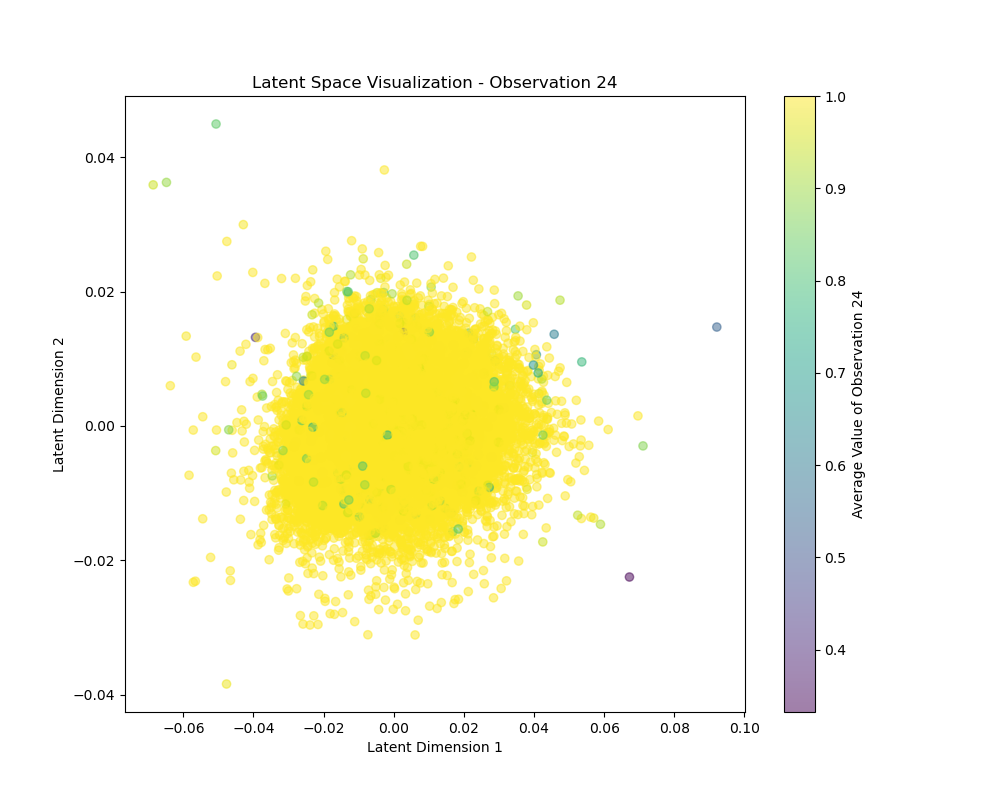 Latent Space Visualization - Observation 24
0.04
0.02
0.00
−0.02
−0.04
Latent Dimension 2
−0.06 −0.04 −0.02 0.00 0.02 0.04 0.06 0.08 0.10
Latent Dimension 1
1.0
0.9
0.8
0.7
0.6
0.5
0.4
Average Value of Observation 24